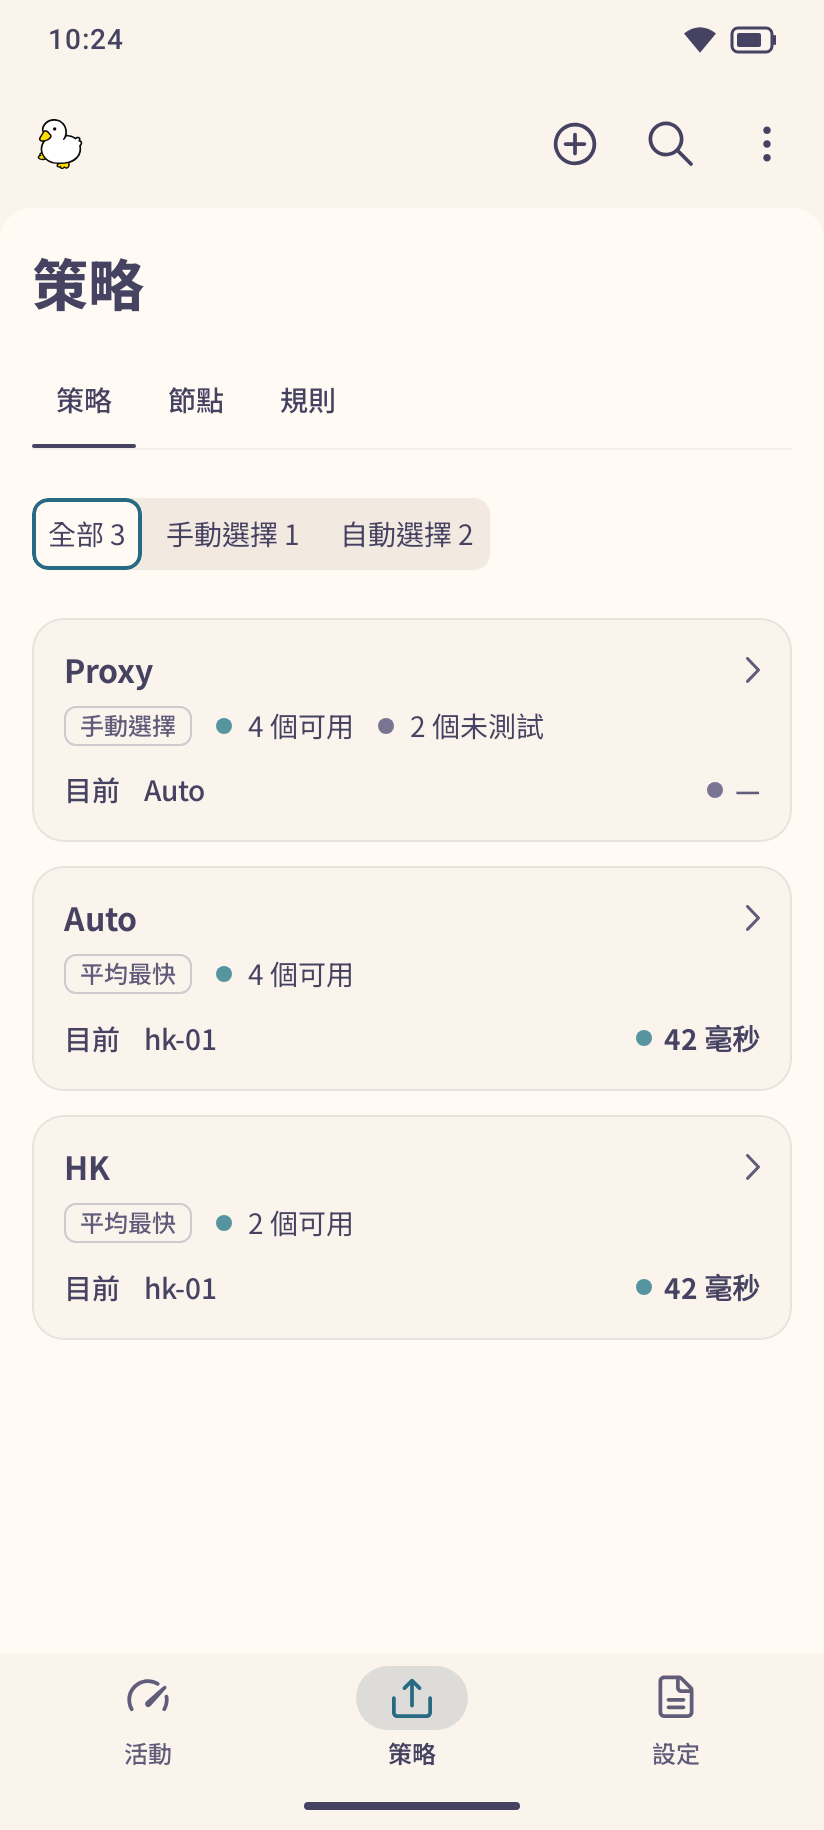 10:24
策略
策略 節點 規則
全部 3 手動選擇 1 自動選擇 2
Proxy
手動選擇 4 個可用 2 個未測試
目前 Auto —
Auto
平均最快 4 個可用
目前 hk-01 42 毫秒
HK
平均最快 2 個可用
目前 hk-01 42 毫秒
活動 策略 設定